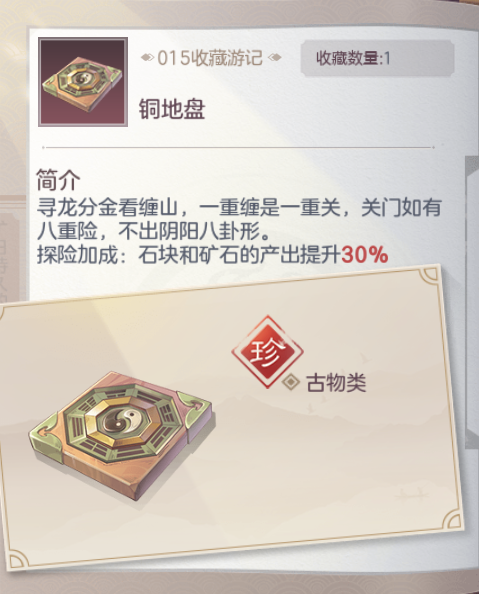 015收藏游记
收藏数量:1
铜地盘
简介
寻龙分金看缠山，一重缠是一重关，关门如有
八重险，不出阴阳八卦形。
探险加成：石块和矿石的产出提升30%
珍
古物类